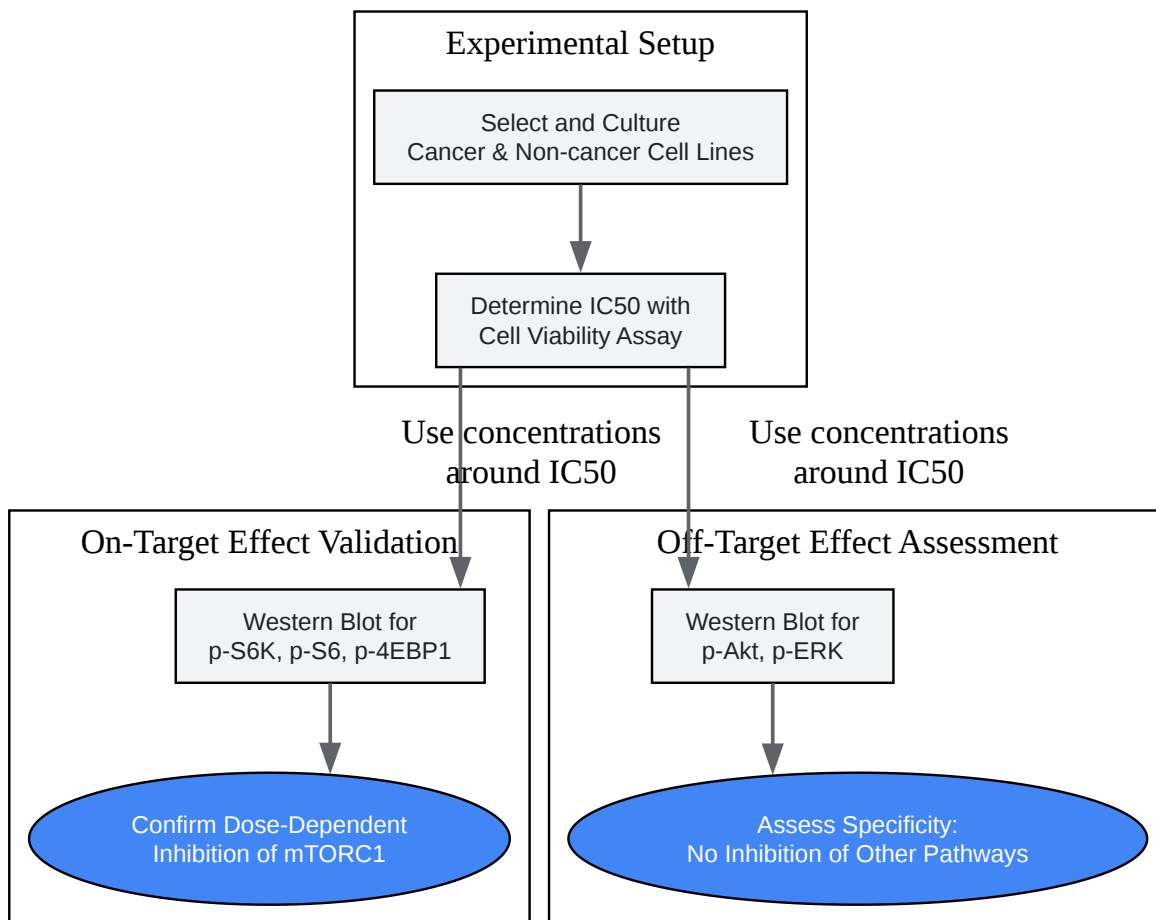 Experimental Setup
Select and Culture
Cancer & Non-cancer Cell Lines
Determine IC50 with
Cell Viability Assay
Use concentrations
around IC50
Use concentrations
around IC50
On-Target Effect Validation
Western Blot for
p-S6K, p-S6, p-4EBP1
Confirm Dose-Dependent
Inhibition of mTORC1
Off-Target Effect Assessment
Western Blot for
p-Akt, p-ERK
Assess Specificity:
No Inhibition of Other Pathways